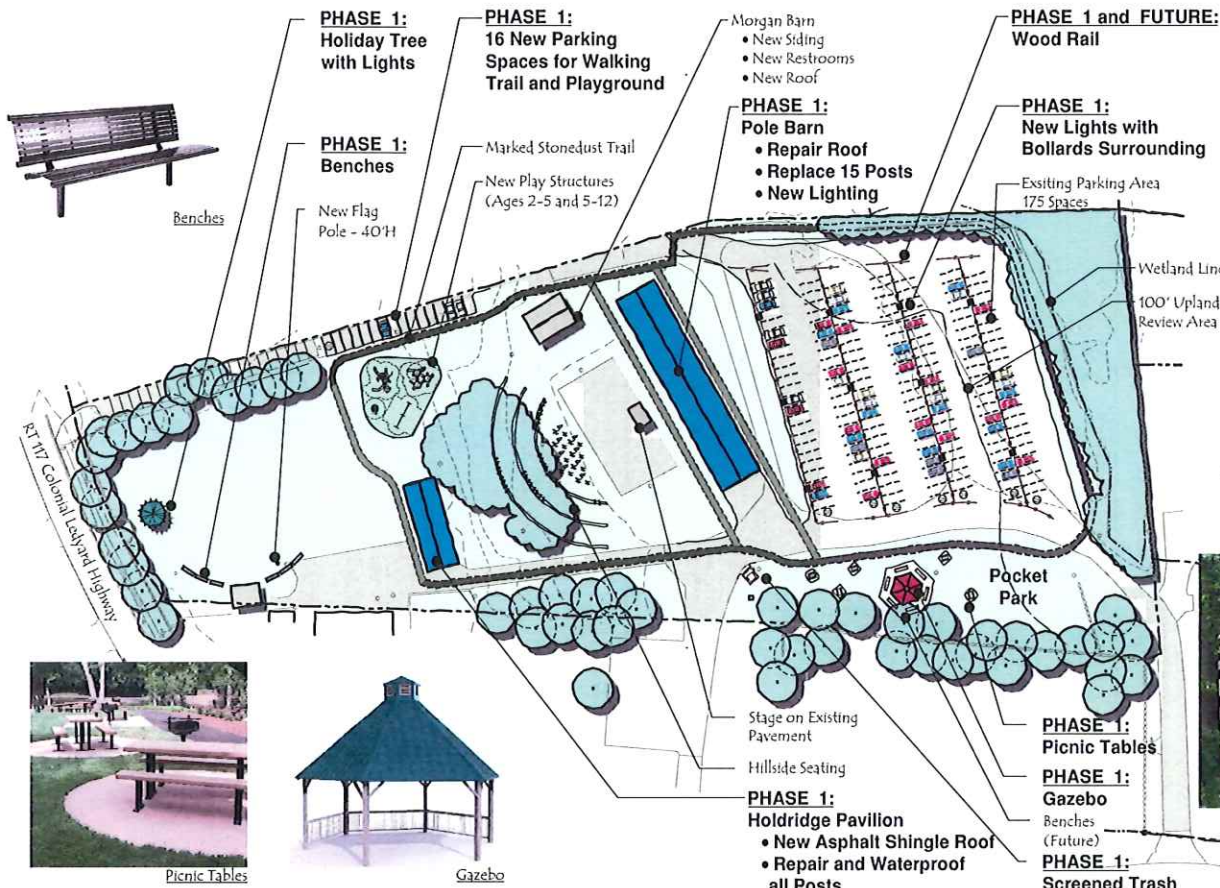 PHASE 1:
Holiday Tree
with Lights
PHASE 1:
16 New Parking
Spaces for Walking
Trail and Playground
Morgan Barn
• New Siding
• New Restrooms
• New Roof
PHASE 1 and FUTURE:
Wood Rail
PHASE 1:
Benches
Marked Stonedust Trail
New Play Structures
(Ages 2-5 and 5-12)
PHASE 1:
Pole Barn
• Repair Roof
• Replace 15 Posts
• New Lighting
PHASE 1:
New Lights with
Bollards Surrounding
Exsiting Parking Area
175 Spaces
Benches
New Flag
Pole - 40'H
Wetland Line
100' Upland
Review Area
RT 117 Colonial Ledyard Highway
Pocket
Park
Stage on Existing
Pavement
Hillside Seating
PHASE 1:
Holdridge Pavilion
• New Asphalt Shingle Roof
• Repair and Waterproof
all Posts
PHASE 1:
Picnic Tables
PHASE 1:
Gazebo
Benches
(Future)
PHASE 1:
Screened Trash
Picnic Tables
Gazebo